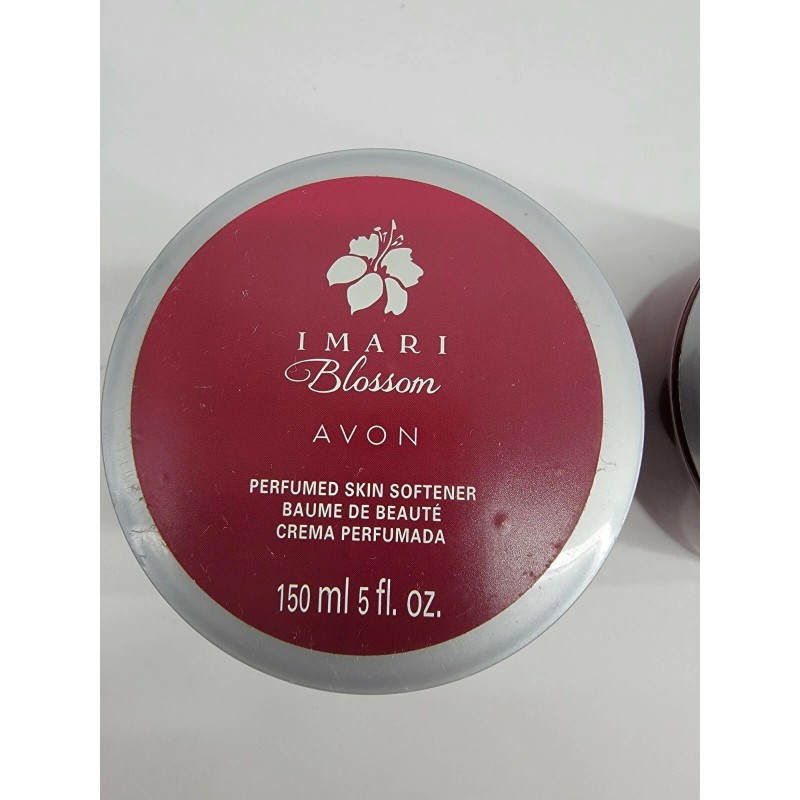 IMARI
Blossom
AVON
PERFUMED SKIN SOFTENER
BAUME DE BEAUTÉ
CREMA PERFUMADA
150 ml 5 fl. oz.